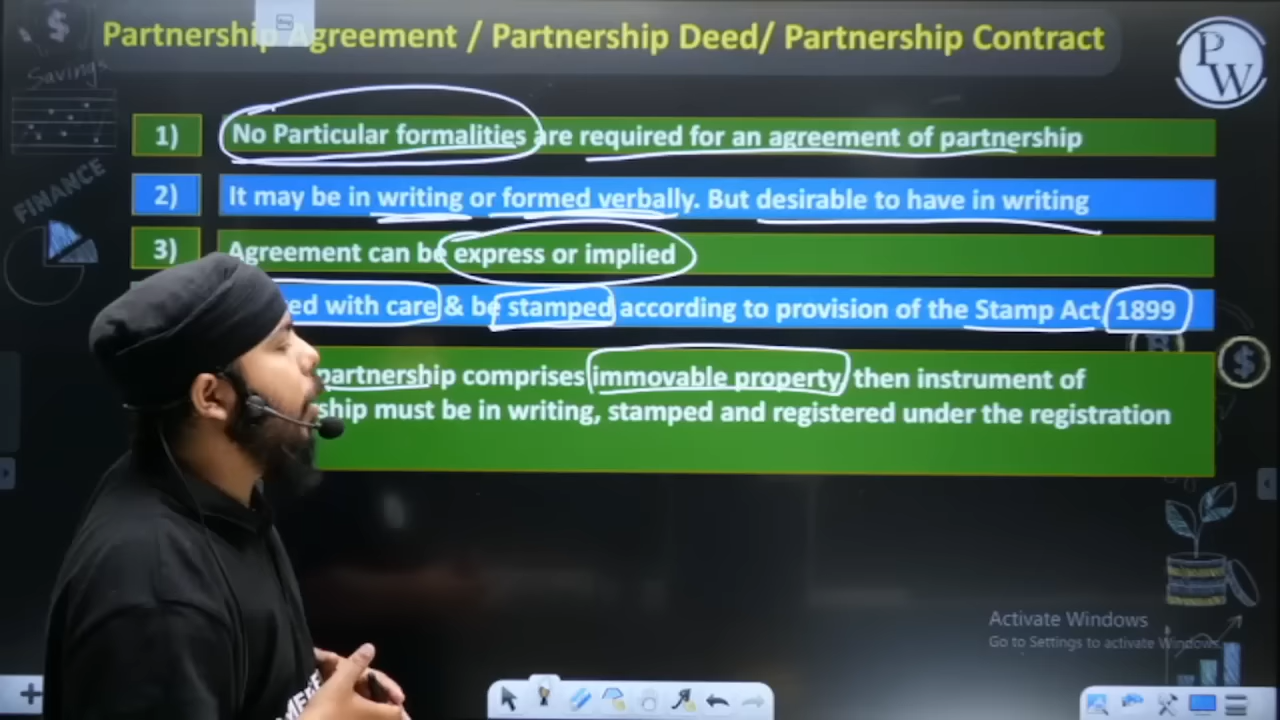 Partnership Agreement / Partnership Deed/ Partnership Contract
PW
Savings
FINANCE
1) No Particular formalities are required for an agreement of partnership
2) It may be in writing or formed verbally. But desirable to have in writing
3) Agreement can be express or implied
with care & be stamped according to provision of the Stamp Act 1899
partnership comprises immovable property, then instrument of
must be in writing, stamped and registered under the registration
Activate Windows
Go to Settings to activate Windows.